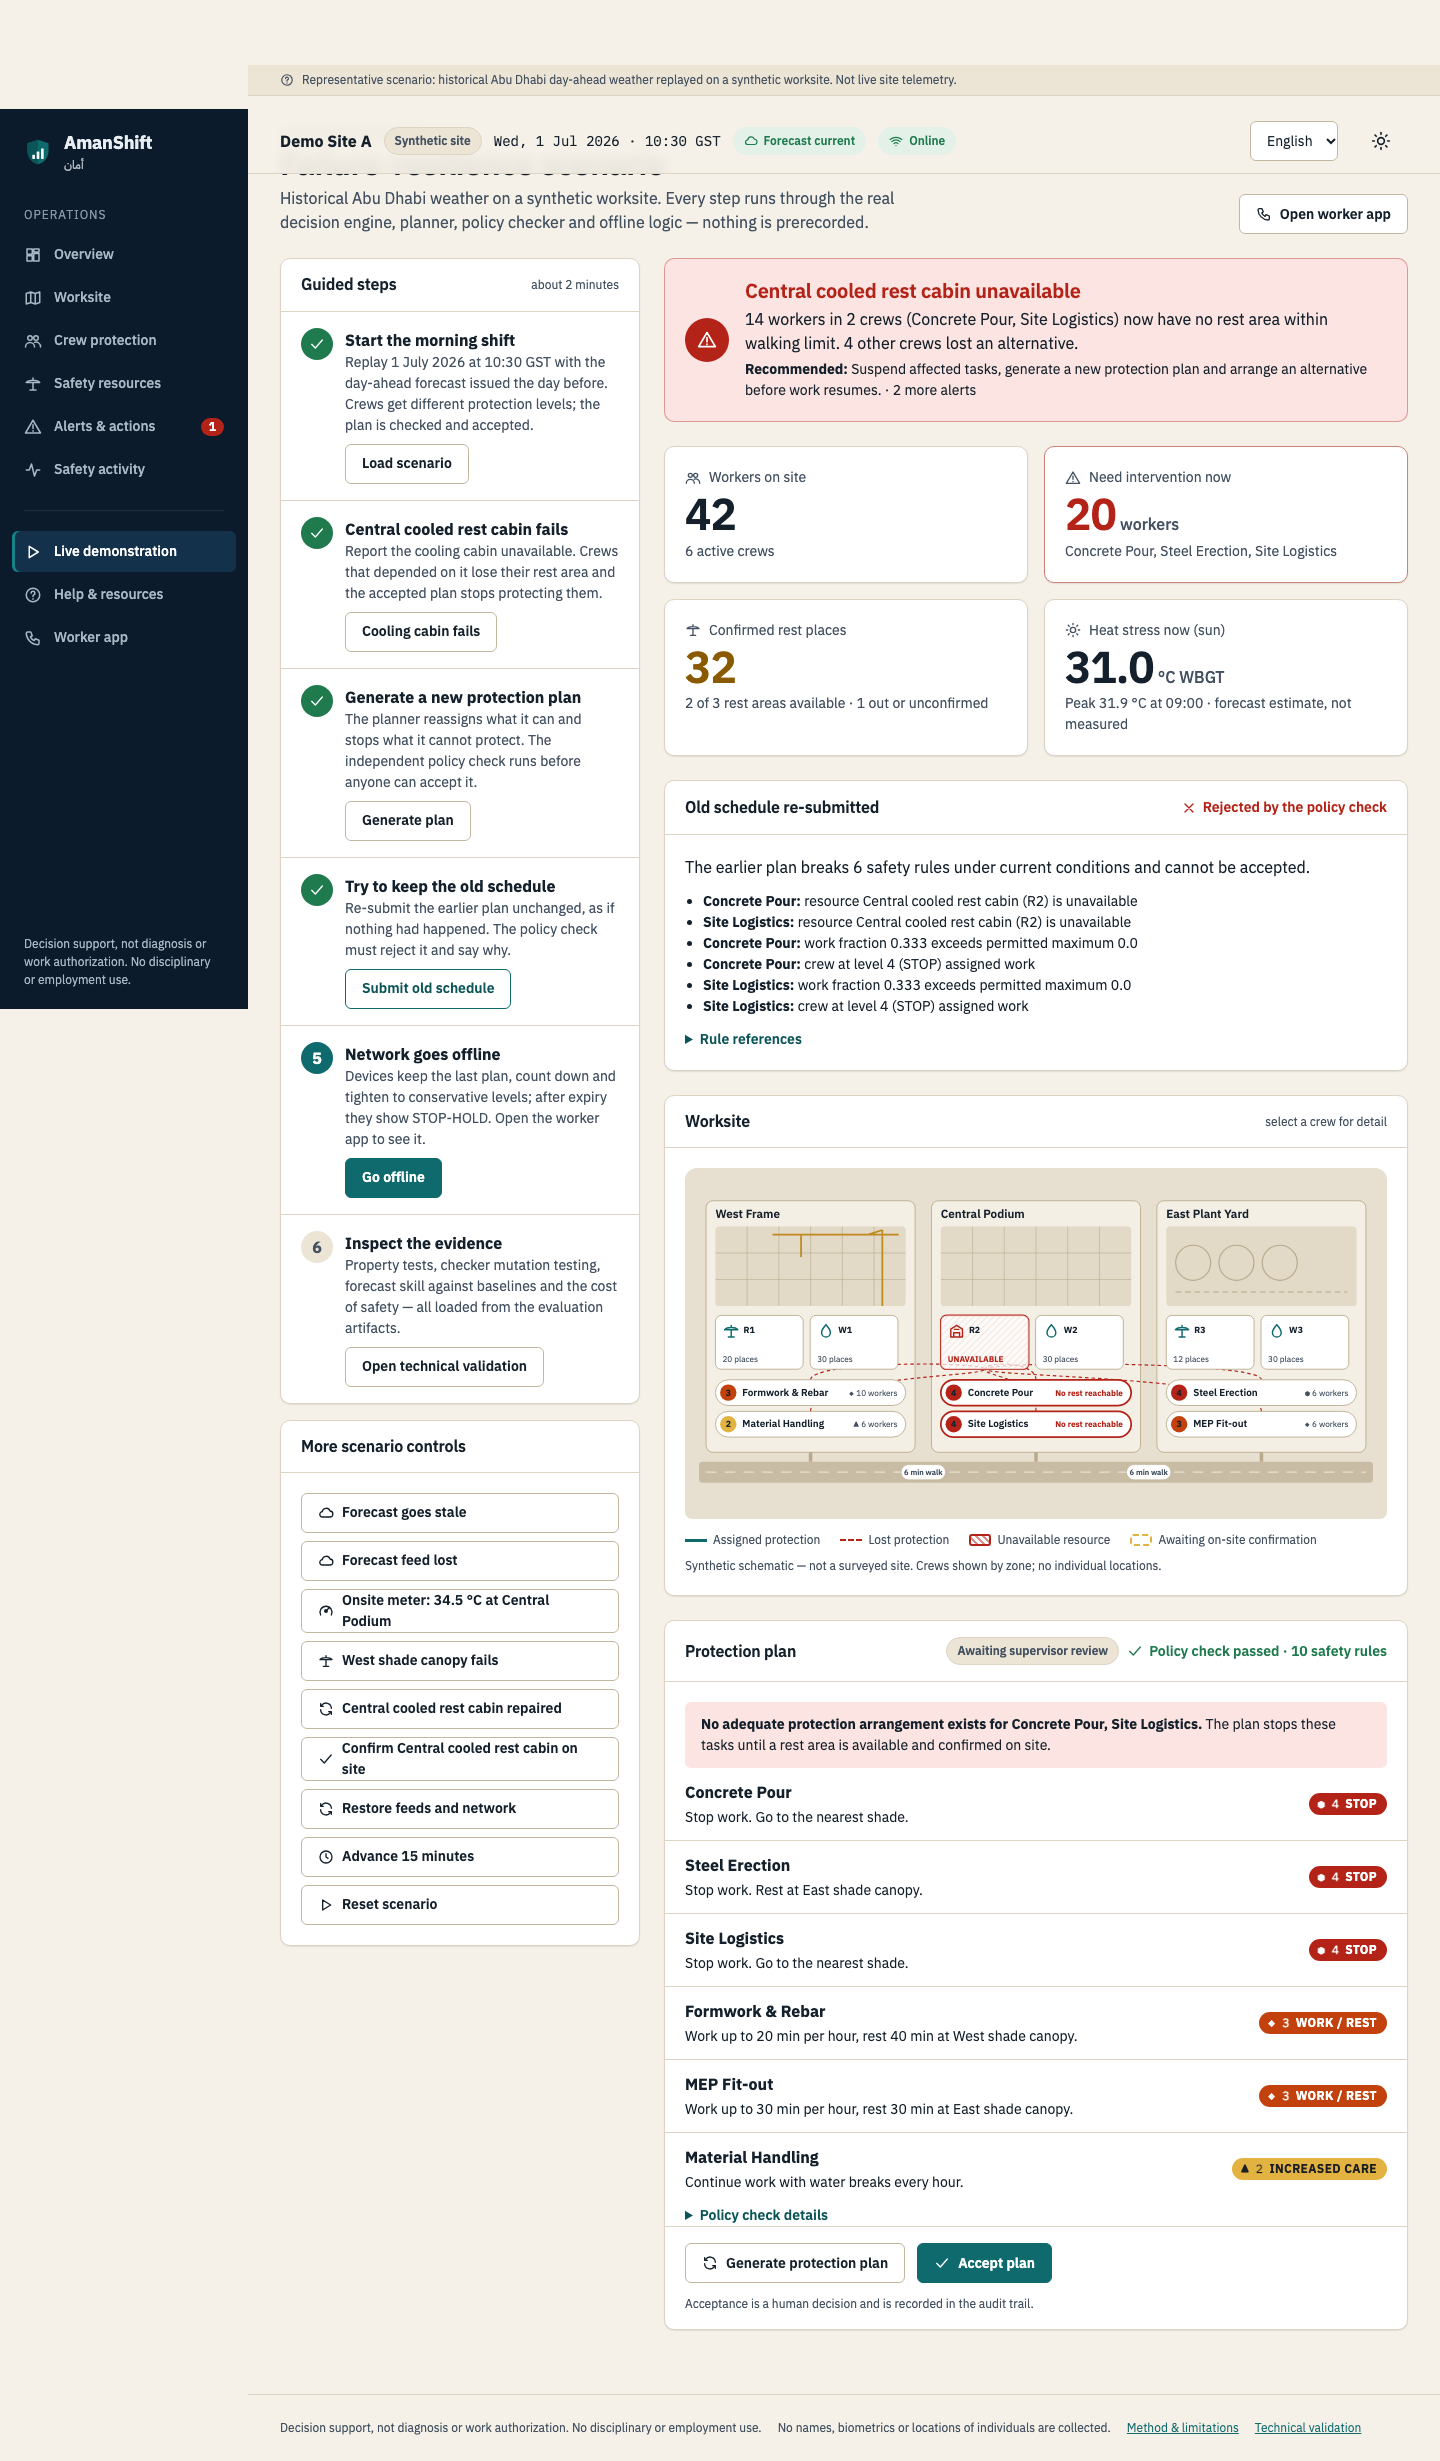 Representative scenario: historical Abu Dhabi day-ahead weather replayed on a synthetic worksite. Not live site telemetry.
AmanShift
أمان
OPERATIONS
Overview
Worksite
Crew protection
Safety resources
Alerts & actions
1
Safety activity
Live demonstration
Help & resources
Worker app
Decision support, not diagnosis or
work authorization. No disciplinary
or employment use.
Demo Site A
Synthetic site
Wed, 1 Jul 2026 · 10:30 GST
Forecast current
Online
English
Historical Abu Dhabi weather on a synthetic worksite. Every step runs through the real
decision engine, planner, policy checker and offline logic — nothing is prerecorded.
Open worker app
Guided steps
about 2 minutes
Start the morning shift
Replay 1 July 2026 at 10:30 GST with the
day-ahead forecast issued the day before.
Crews get different protection levels; the
plan is checked and accepted.
Load scenario
Central cooled rest cabin fails
Report the cooling cabin unavailable. Crews
that depended on it lose their rest area and
the accepted plan stops protecting them.
Cooling cabin fails
Generate a new protection plan
The planner reassigns what it can and
stops what it cannot protect. The
independent policy check runs before
anyone can accept it.
Generate plan
Try to keep the old schedule
Re-submit the earlier plan unchanged, as if
nothing had happened. The policy check
must reject it and say why.
Submit old schedule
5
Network goes offline
Devices keep the last plan, count down and
tighten to conservative levels; after expiry
they show STOP-HOLD. Open the worker
app to see it.
Go offline
6
Inspect the evidence
Property tests, checker mutation testing,
forecast skill against baselines and the cost
of safety — all loaded from the evaluation
artifacts.
Open technical validation
More scenario controls
Forecast goes stale
Forecast feed lost
Onsite meter: 34.5 °C at Central
Podium
West shade canopy fails
Central cooled rest cabin repaired
Confirm Central cooled rest cabin on
site
Restore feeds and network
Advance 15 minutes
Reset scenario
Central cooled rest cabin unavailable
14 workers in 2 crews (Concrete Pour, Site Logistics) now have no rest area within
walking limit. 4 other crews lost an alternative.
Recommended: Suspend affected tasks, generate a new protection plan and arrange an alternative
before work resumes. · 2 more alerts
Workers on site
42
6 active crews
Need intervention now
20 workers
Concrete Pour, Steel Erection, Site Logistics
Confirmed rest places
32
2 of 3 rest areas available · 1 out or unconfirmed
Heat stress now (sun)
31.0 °C WBGT
Peak 31.9 °C at 09:00 · forecast estimate, not
measured
Old schedule re-submitted
Rejected by the policy check
The earlier plan breaks 6 safety rules under current conditions and cannot be accepted.
Concrete Pour: resource Central cooled rest cabin (R2) is unavailable
Site Logistics: resource Central cooled rest cabin (R2) is unavailable
Concrete Pour: work fraction 0.333 exceeds permitted maximum 0.0
Concrete Pour: crew at level 4 (STOP) assigned work
Site Logistics: work fraction 0.333 exceeds permitted maximum 0.0
Site Logistics: crew at level 4 (STOP) assigned work
Rule references
Worksite
select a crew for detail
West Frame
R1
20 places
W1
30 places
3 Formwork & Rebar 10 workers
2 Material Handling 6 workers
Central Podium
R2
UNAVAILABLE
W2
30 places
4 Concrete Pour No rest reachable
4 Site Logistics No rest reachable
East Plant Yard
R3
12 places
W3
30 places
4 Steel Erection 6 workers
3 MEP Fit-out 6 workers
6 min walk
6 min walk
Assigned protection
Lost protection
Unavailable resource
Awaiting on-site confirmation
Synthetic schematic — not a surveyed site. Crews shown by zone; no individual locations.
Protection plan
Awaiting supervisor review
Policy check passed · 10 safety rules
No adequate protection arrangement exists for Concrete Pour, Site Logistics. The plan stops these
tasks until a rest area is available and confirmed on site.
Concrete Pour
Stop work. Go to the nearest shade.
4 STOP
Steel Erection
Stop work. Rest at East shade canopy.
4 STOP
Site Logistics
Stop work. Go to the nearest shade.
4 STOP
Formwork & Rebar
Work up to 20 min per hour, rest 40 min at West shade canopy.
3 WORK / REST
MEP Fit-out
Work up to 30 min per hour, rest 30 min at East shade canopy.
3 WORK / REST
Material Handling
Continue work with water breaks every hour.
2 INCREASED CARE
Policy check details
Generate protection plan
Accept plan
Acceptance is a human decision and is recorded in the audit trail.
Decision support, not diagnosis or work authorization. No disciplinary or employment use.
No names, biometrics or locations of individuals are collected.
Method & limitations
Technical validation